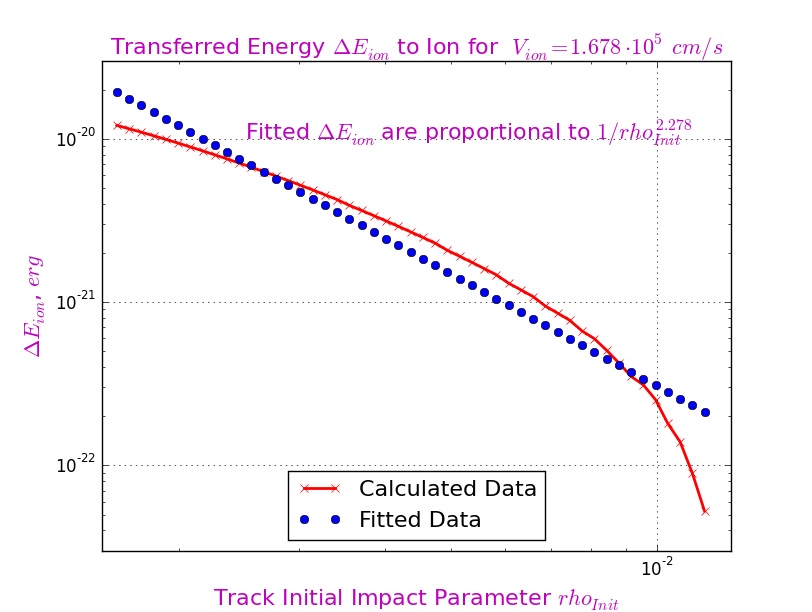 Transferred Energy ΔE_ion to Ion for V_ion=1.678·10^5 cm/s
Fitted ΔE_ion are proportional to 1/rho_Init^2.278
10^-20
10^-21
10^-22
ΔE_ion, erg
Calculated Data
Fitted Data
10^-2
Track Initial Impact Parameter rho_Init